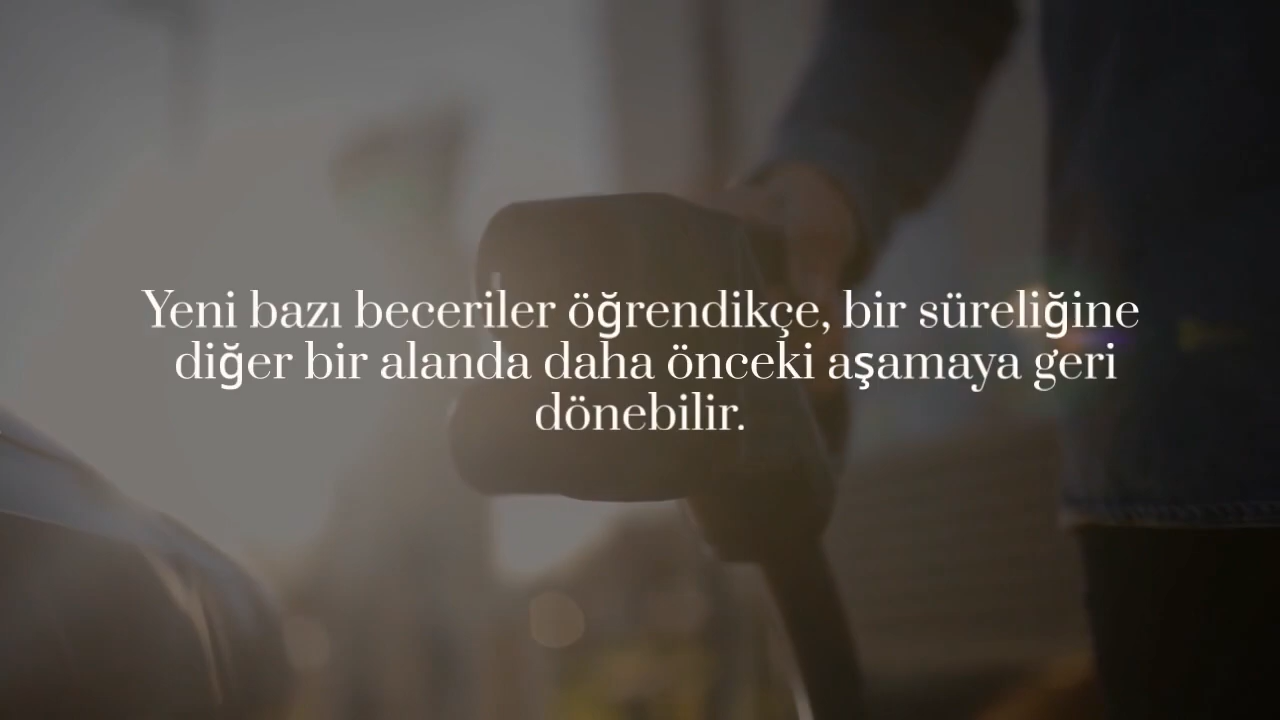 Yeni bazı beceriler öğrendikçe, bir süreliğine
diğer bir alanda daha önceki aşamaya geri
dönebilir.